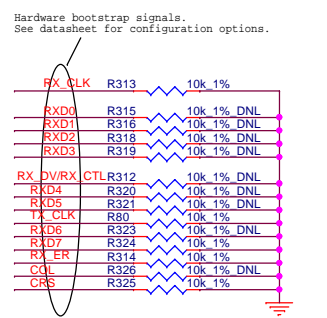 Hardware bootstrap signals.
See datasheet for configuration options.
RX_CLK R313 10k_1%
RXD0 R315 10k_1%_DNL
RXD1 R316 10k_1%_DNL
RXD2 R318 10k_1%_DNL
RXD3 R319 10k_1%_DNL
RX_DV/RX_CTL R312 10k_1%_DNL
RXD4 R320 10k_1%_DNL
RXD5 R321 10k_1%_DNL
TX_CLK R80 10k_1%
RXD6 R323 10k_1%_DNL
RXD7 R324 10k_1%
RX_ER R314 10k_1%
COL R326 10k_1%_DNL
CRS R325 10k_1%